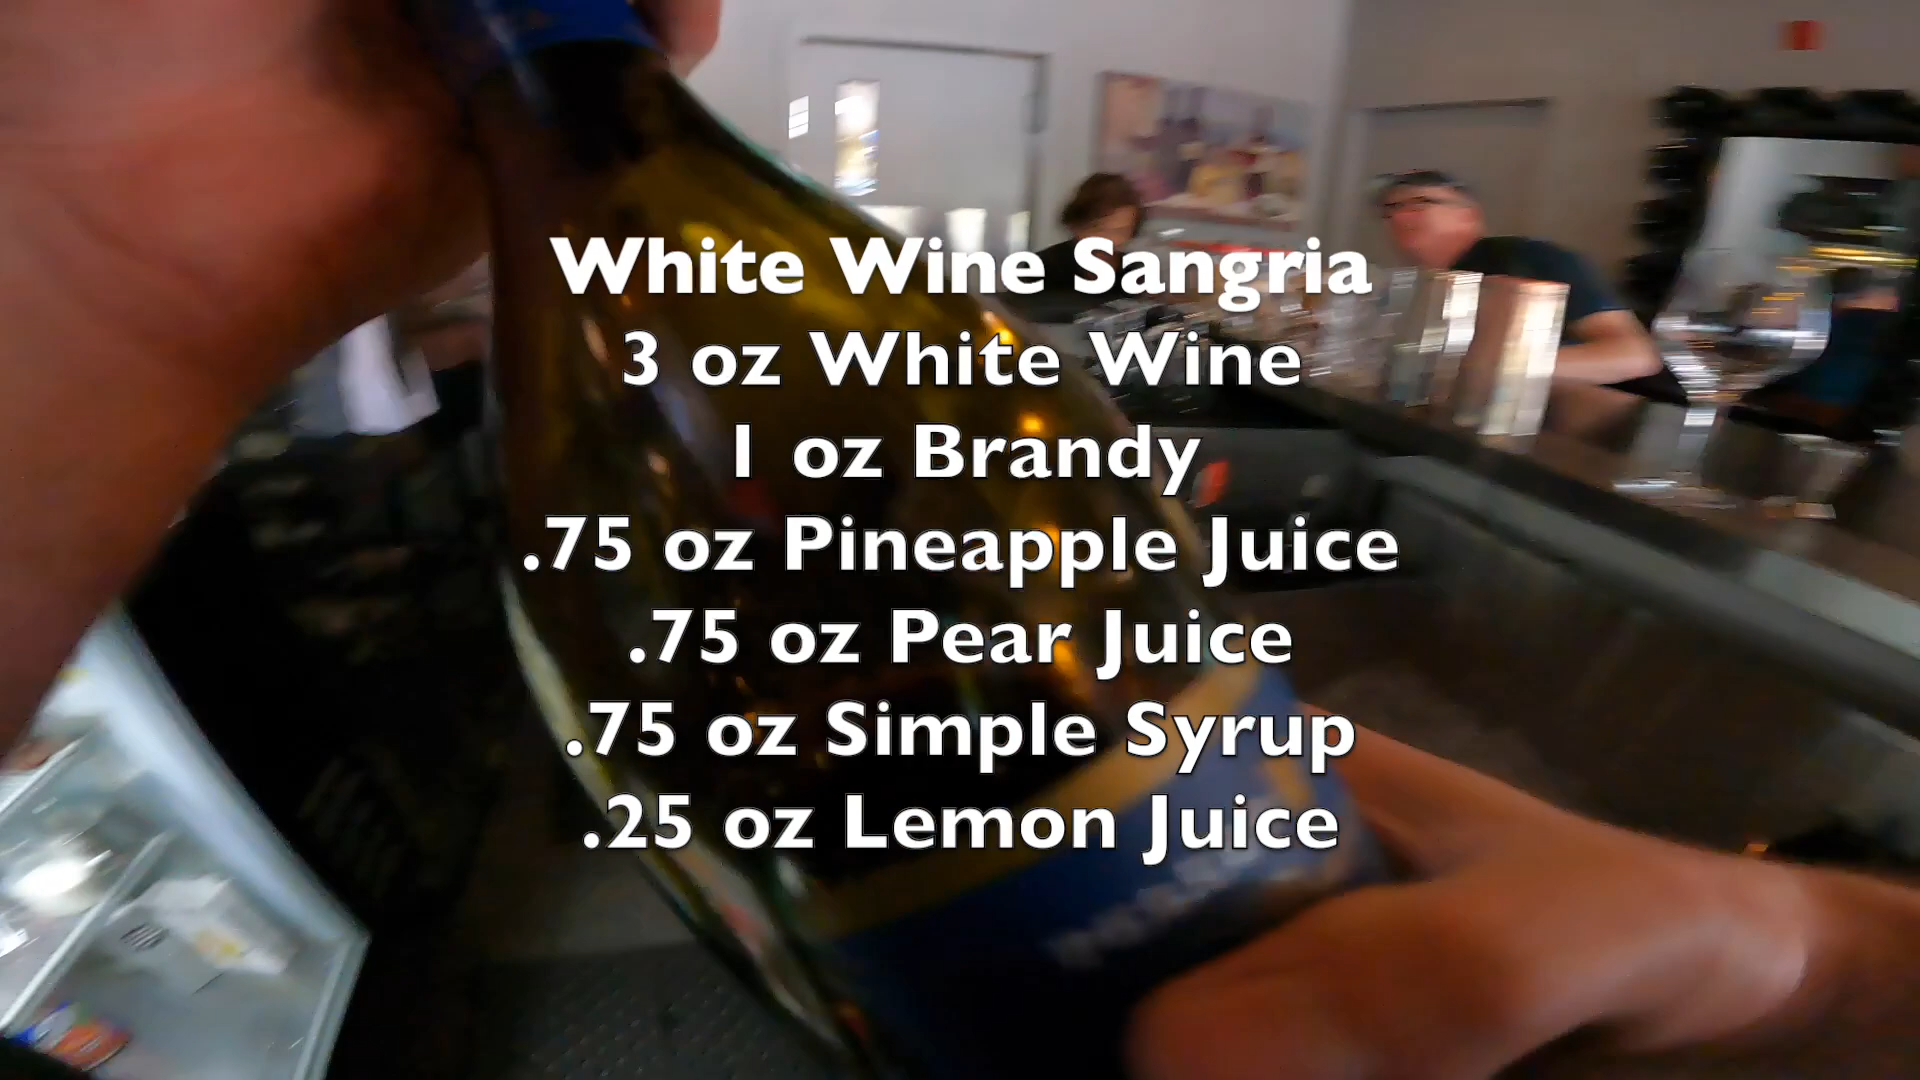 White Wine Sangria
3 oz White Wine
1 oz Brandy
.75 oz Pineapple Juice
.75 oz Pear Juice
.75 oz Simple Syrup
.25 oz Lemon Juice